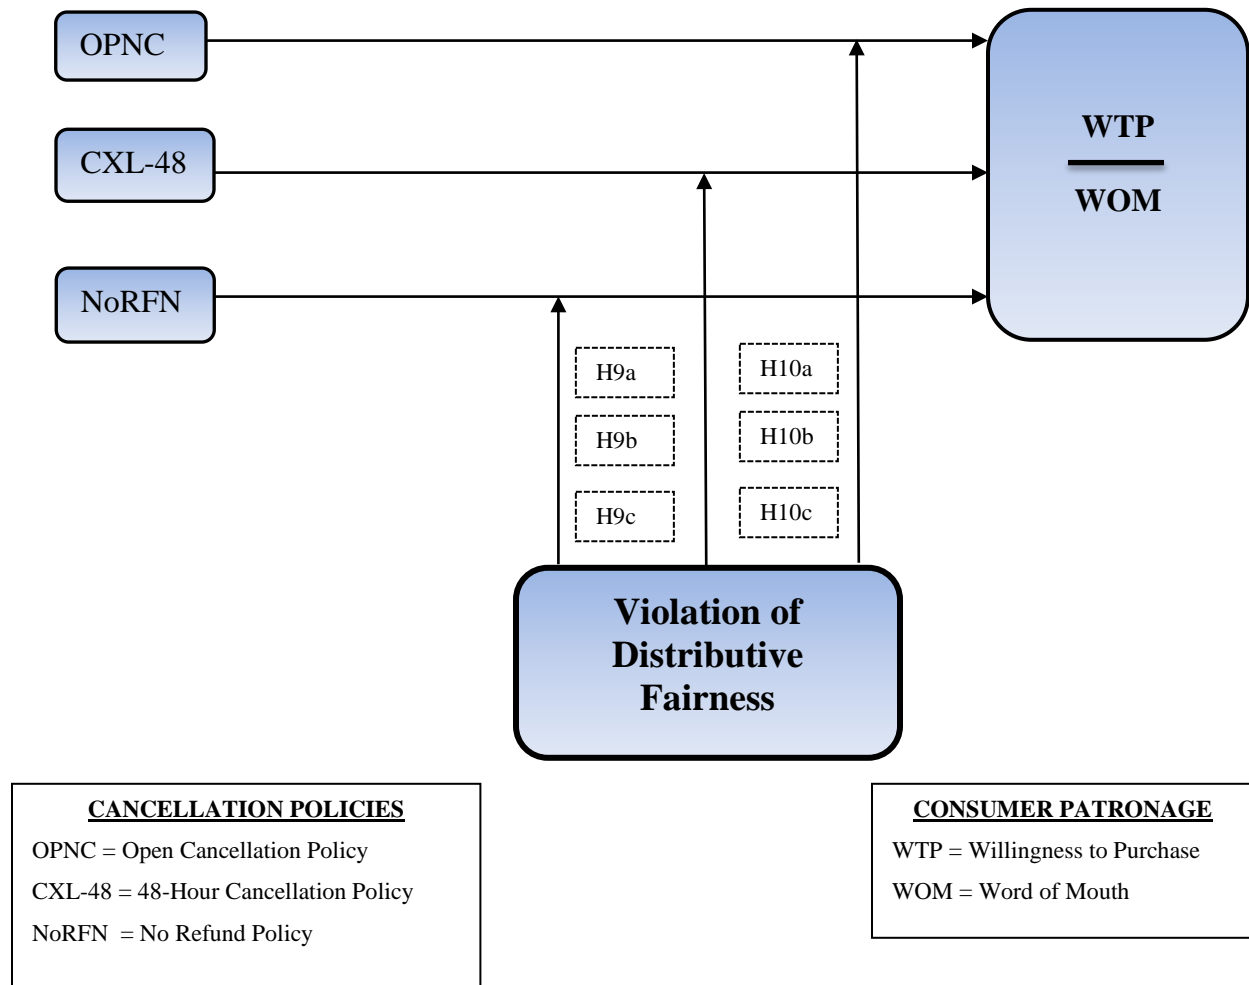 OPNC
CXL-48
NoRFN
WTP
WOM
H9a
H10a
H9b
H10b
H9c
H10c
Violation of
Distributive
Fairness
CANCELLATION POLICIES
OPNC = Open Cancellation Policy
CXL-48 = 48-Hour Cancellation Policy
NoRFN = No Refund Policy
CONSUMER PATRONAGE
WTP = Willingness to Purchase
WOM = Word of Mouth